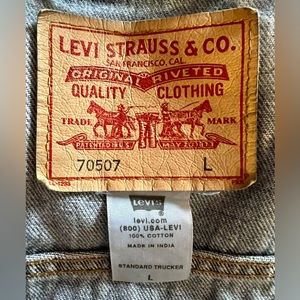 LEVI STRAUSS & CO.
SAN FRANCISCO, CAL.
ORIGINAL RIVETED
QUALITY CLOTHING
TRADE MARK
PATENTED U.S. MAY 20 1873
70507 L
LEVI'S
levi.com
(800) USA-LEVI
100% COTTON
MADE IN INDIA
STANDARD TRUCKER
L